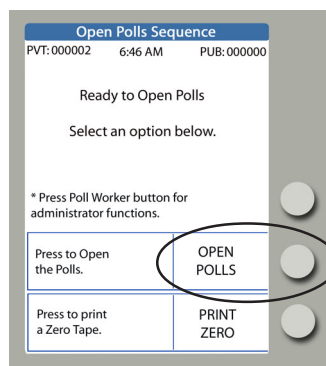 Open Polls Sequence
PVT: 000002 6:46 AM PUB: 000000
Ready to Open Polls
Select an option below.
* Press Poll Worker button for
administrator functions.
Press to Open
the Polls.
OPEN
POLLS
Press to print
a Zero Tape.
PRINT
ZERO